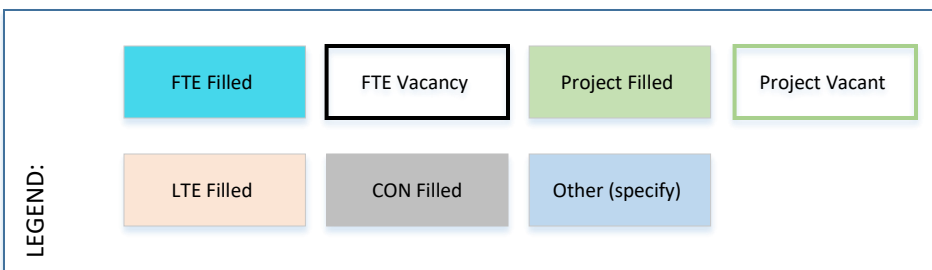 LEGEND:
FTE Filled
FTE Vacancy
Project Filled
Project Vacant
LTE Filled
CON Filled
Other (specify)